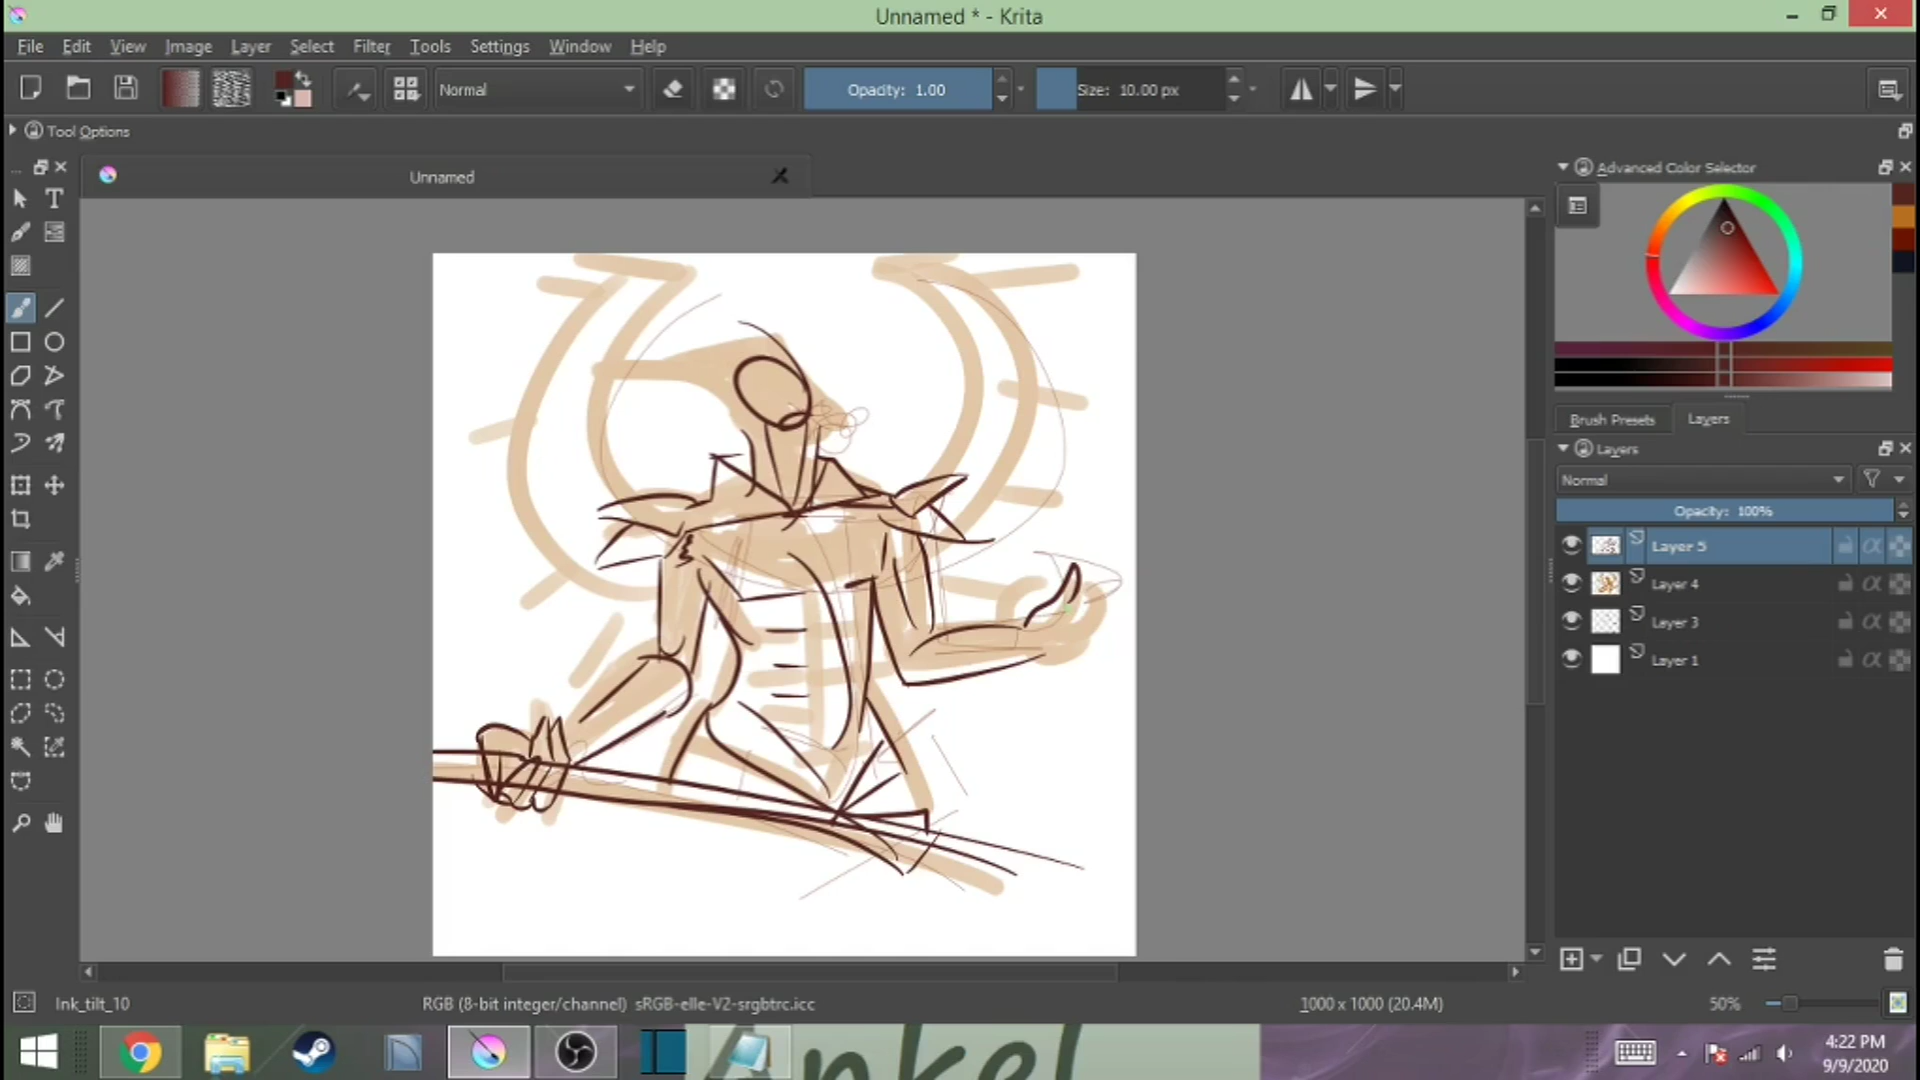 Unnamed * - Krita
File Edit View Image Layer Select Filter Tools Settings Window Help
Normal Opacity: 1.00 Size: 10.00 px
Tool Options
Unnamed
Advanced Color Selector
Brush Presets Layers
Layers
Normal
Opacity: 100%
Layer 5
Layer 4
Layer 3
Layer 1
Ink_tilt_10 RGB (8-bit integer/channel) sRGB-elle-V2-srgbtrc.icc 1000 x 1000 (20.4M) 50%
4:22 PM
9/9/2020